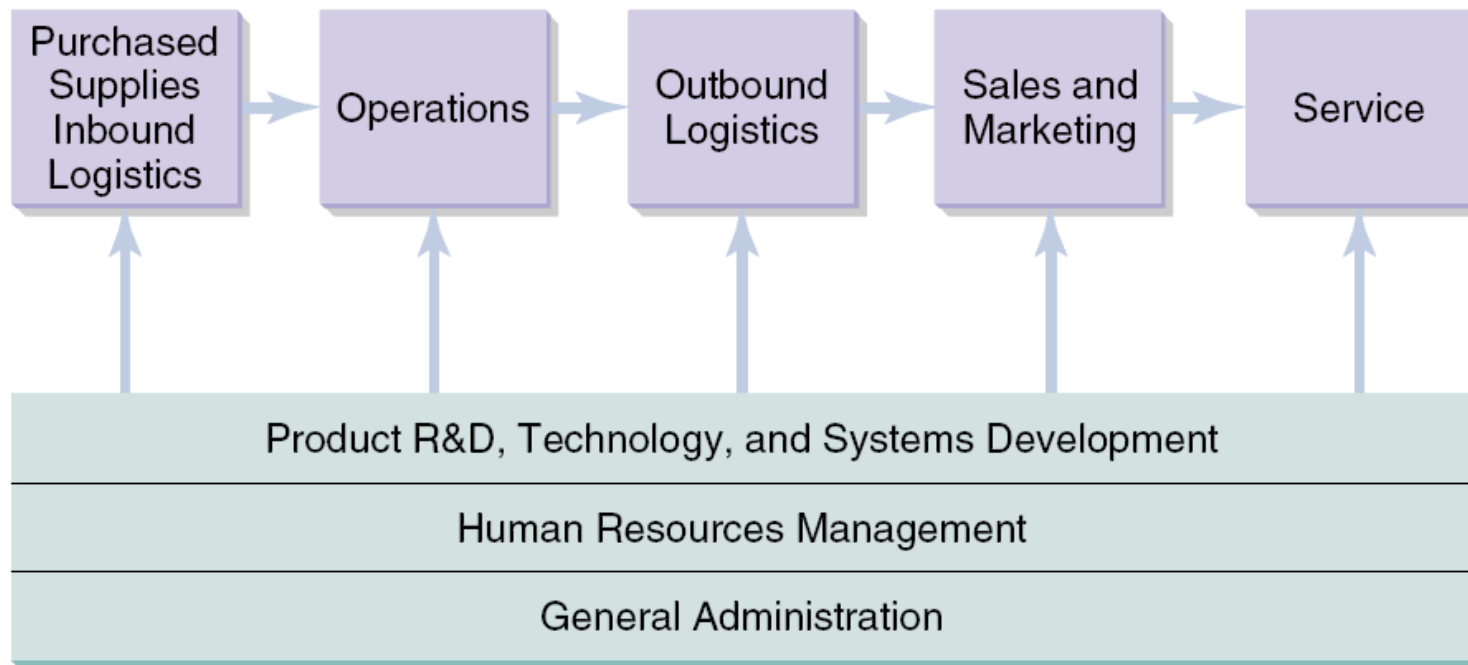 Purchased
Supplies
Inbound
Logistics
Operations
Outbound
Logistics
Sales and
Marketing
Service
Product R&D, Technology, and Systems Development
Human Resources Management
General Administration